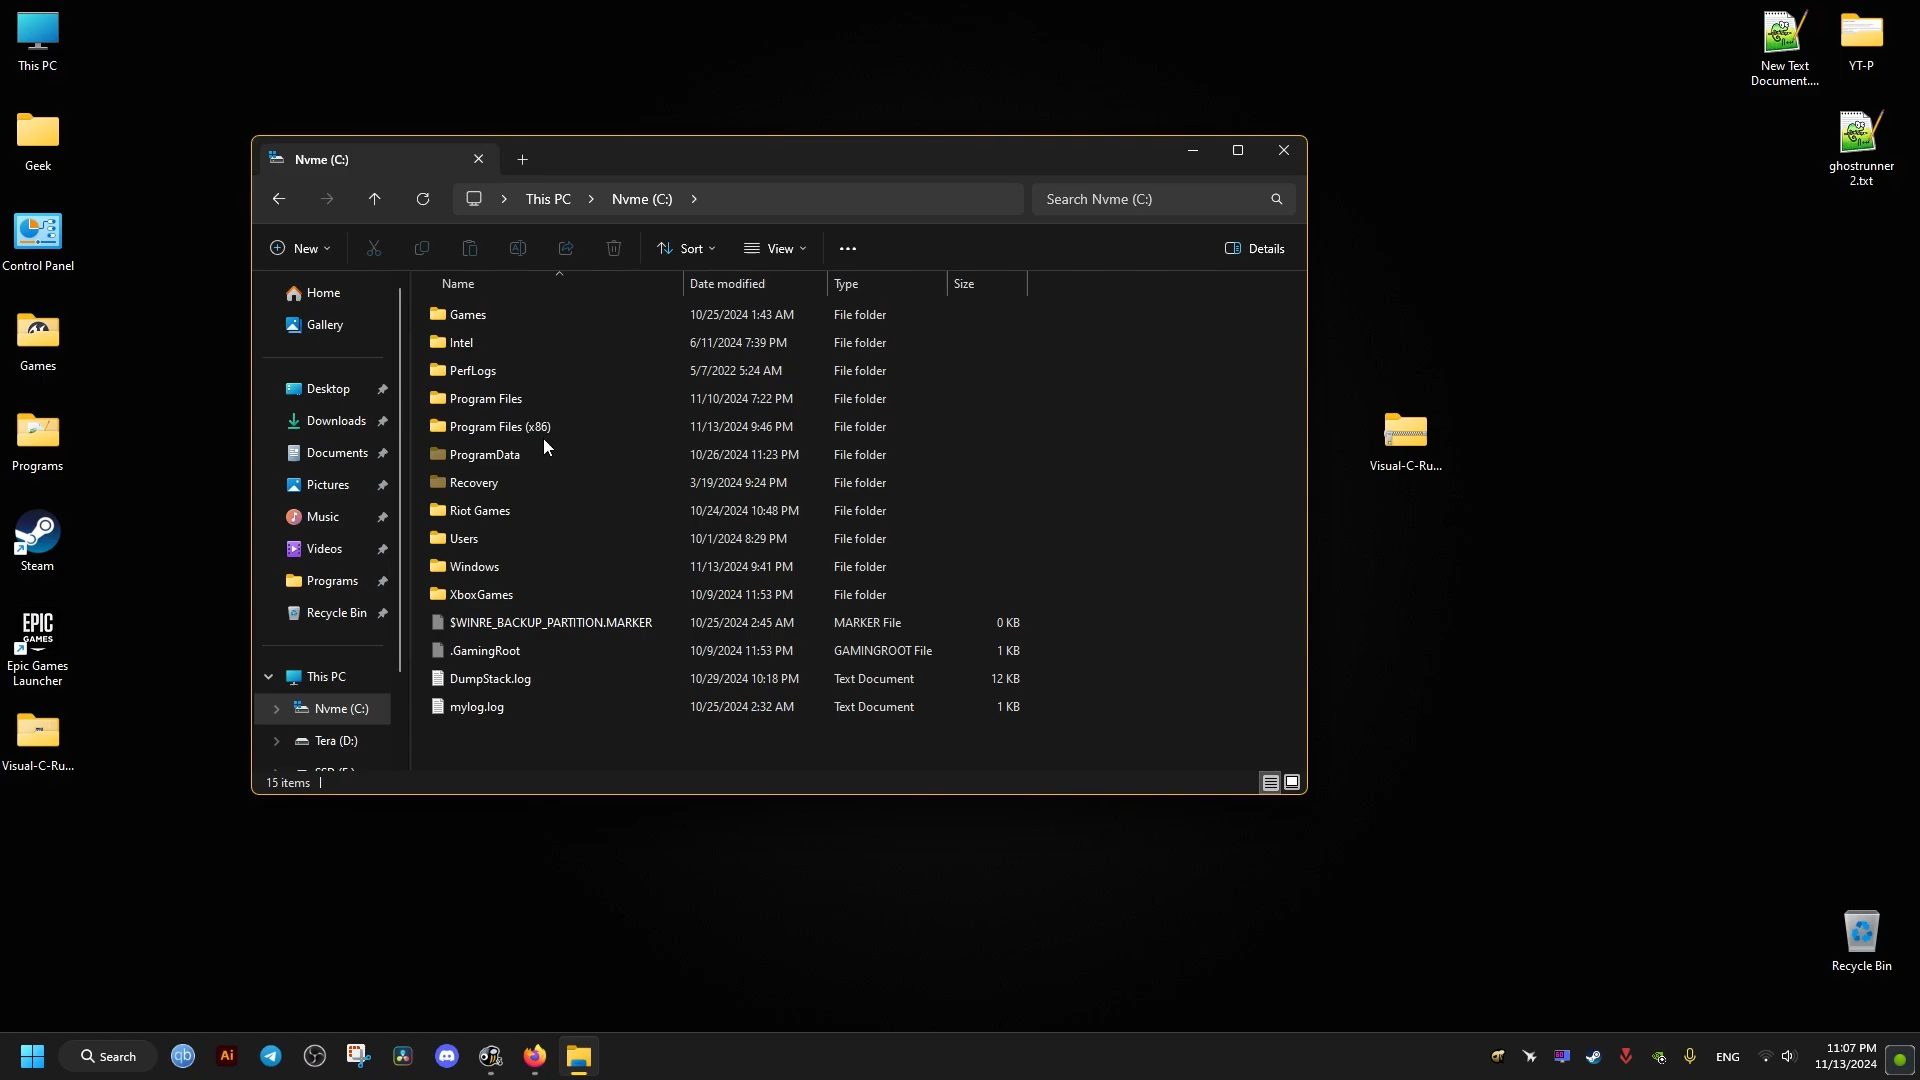 This PC
Geek
Control Panel
Games
Programs
Steam
EPIC
GAMES
Epic Games
Launcher
Visual-C-Ru...
New Text
Document....
YT-P
ghostrunner
2.txt
Visual-C-Ru...
Recycle Bin
Nvme (C:)
This PC
Nvme (C:)
Search Nvme (C:)
New
Sort
View
Details
Home
Gallery
Desktop
Downloads
Documents
Pictures
Music
Videos
Programs
Recycle Bin
This PC
Nvme (C:)
Tera (D:)
Name Date modified Type Size
Games 10/25/2024 1:43 AM File folder
Intel 6/11/2024 7:39 PM File folder
PerfLogs 5/7/2022 5:24 AM File folder
Program Files 11/10/2024 7:22 PM File folder
Program Files (x86) 11/13/2024 9:46 PM File folder
ProgramData 10/26/2024 11:23 PM File folder
Recovery 3/19/2024 9:24 PM File folder
Riot Games 10/24/2024 10:48 PM File folder
Users 10/1/2024 8:29 PM File folder
Windows 11/13/2024 9:41 PM File folder
XboxGames 10/9/2024 11:53 PM File folder
$WINRE_BACKUP_PARTITION.MARKER 10/25/2024 2:45 AM MARKER File 0 KB
.GamingRoot 10/9/2024 11:53 PM GAMINGROOT File 1 KB
DumpStack.log 10/29/2024 10:18 PM Text Document 12 KB
mylog.log 10/25/2024 2:32 AM Text Document 1 KB
15 items
Search
qb
Ai
ENG
11:07 PM
11/13/2024